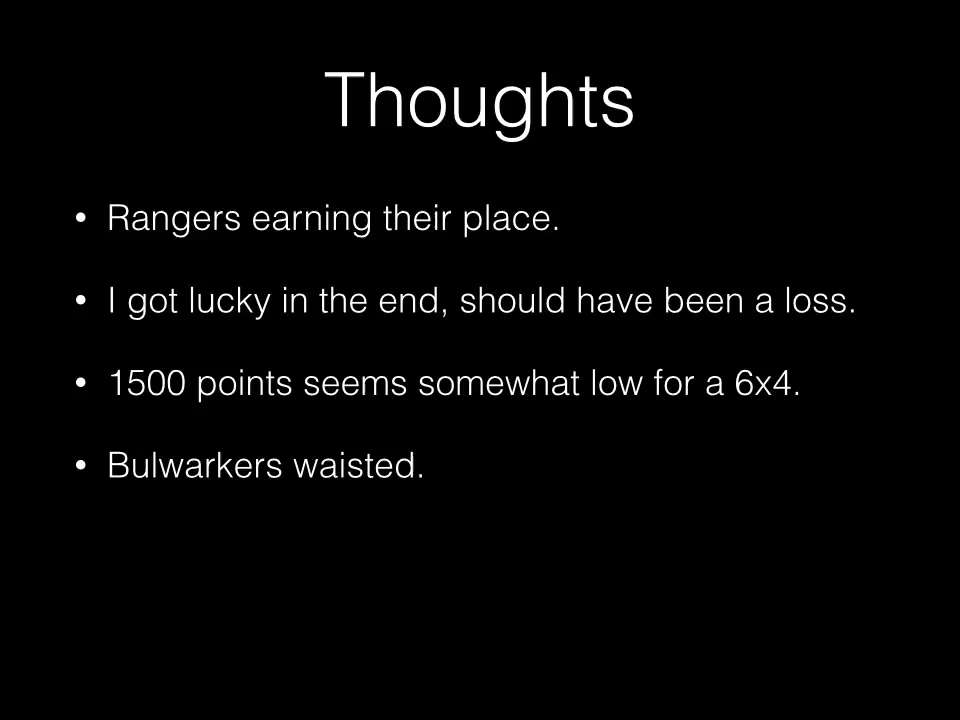 Thoughts
• Rangers earning their place.
• I got lucky in the end, should have been a loss.
• 1500 points seems somewhat low for a 6x4.
• Bulwarkers waisted.